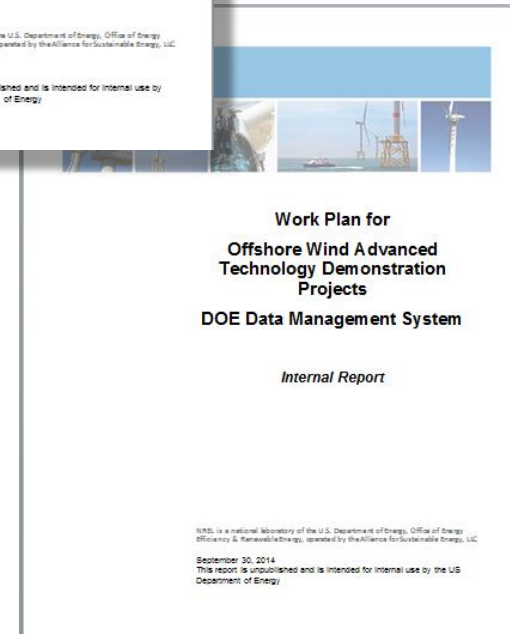 he U.S. Department of Energy, Office of Energy
perated by the Alliance for Sustainable Energy, LLC
ished and is intended for internal use by
of Energy
Work Plan for
Offshore Wind Advanced
Technology Demonstration
Projects
DOE Data Management System
Internal Report
NREL is a national laboratory of the U.S. Department of Energy, Office of Energy
Efficiency & Renewable Energy, operated by the Alliance for Sustainable Energy, LLC
September 30, 2014
This report is unpublished and is intended for internal use by the US
Department of Energy